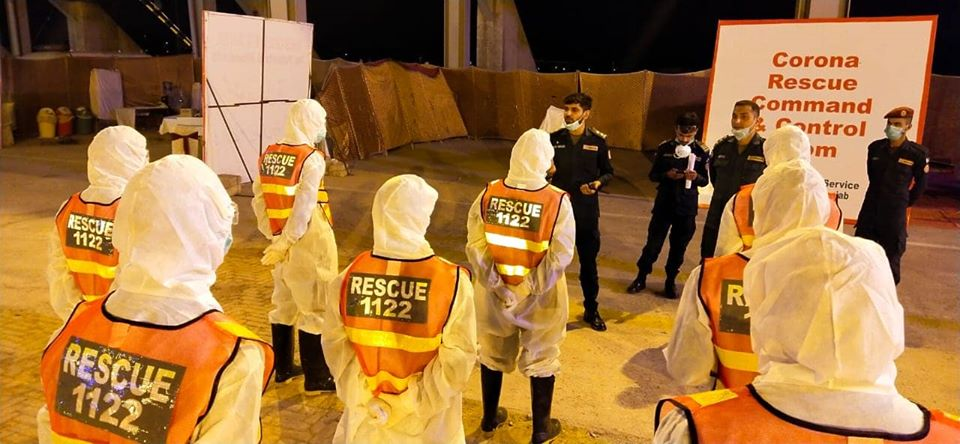 Corona
Rescue
Command
& Control
Service
RESCUE
1122
RESCUE
1122
RESCUE
1122
RESCUE
1122
RESCUE
1122